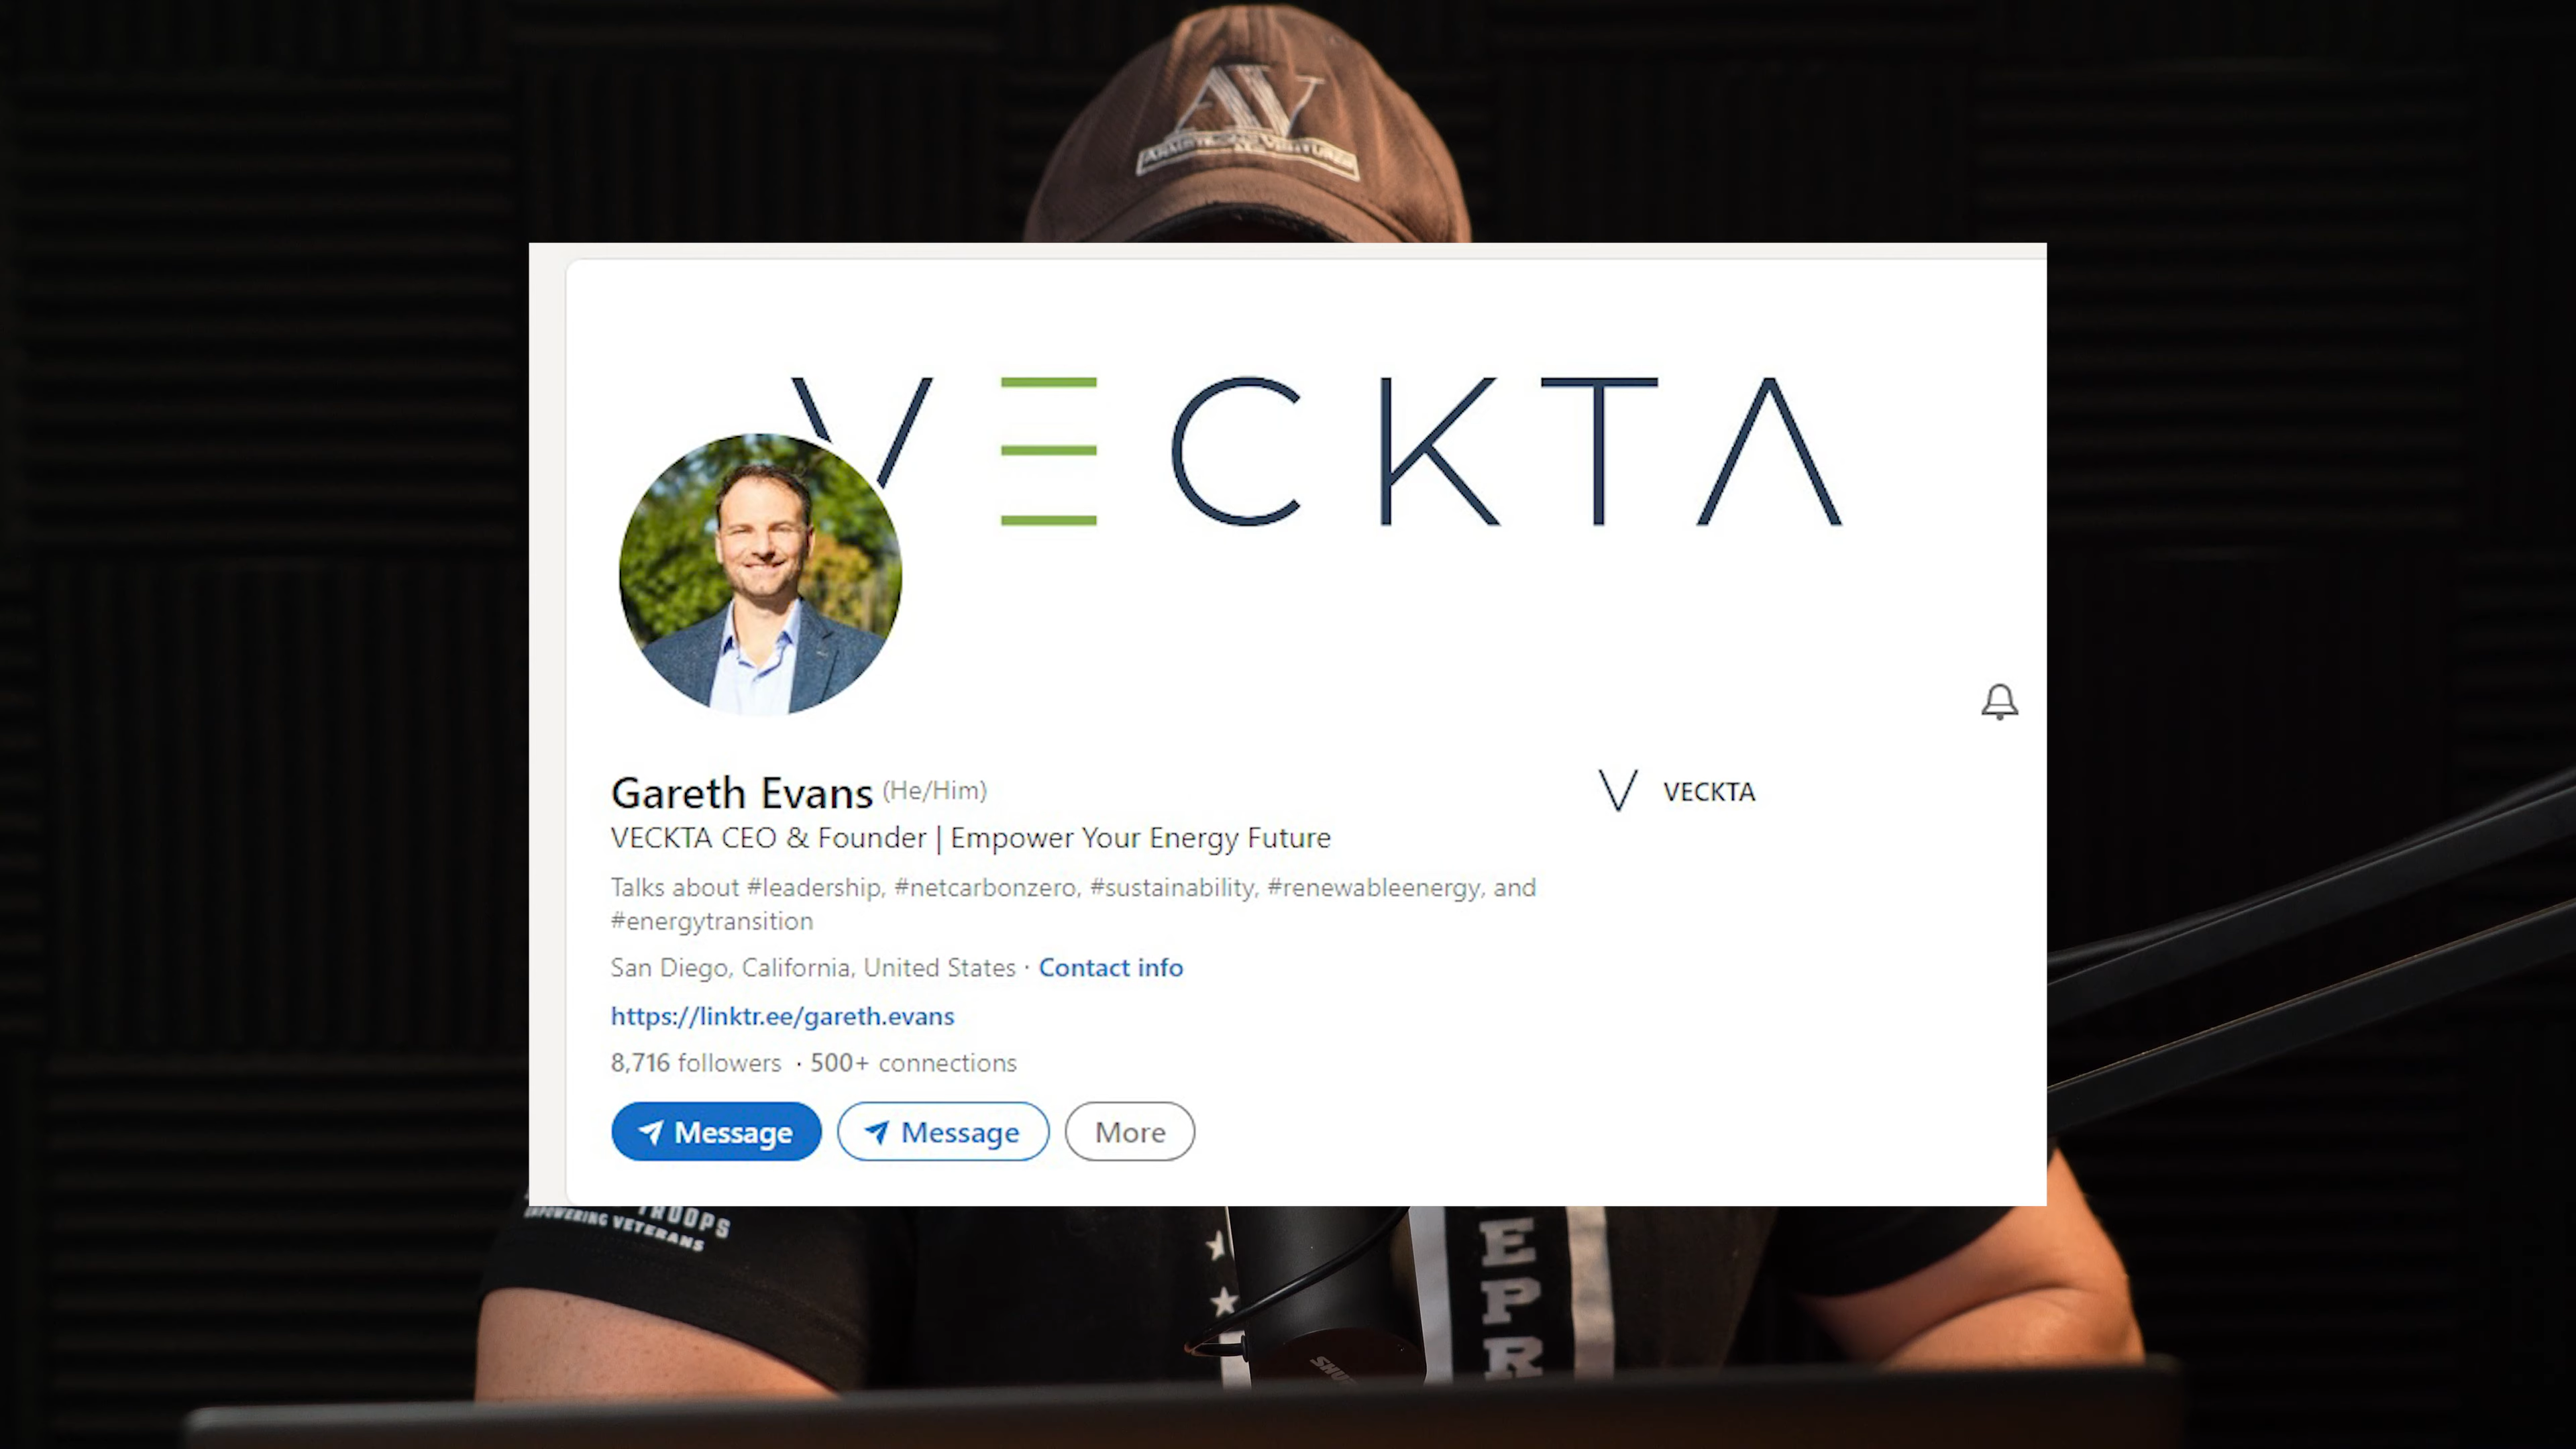 AV
VECKTA
Gareth Evans (He/Him)
VECKTA CEO & Founder | Empower Your Energy Future
Talks about #leadership, #netcarbonzero, #sustainability, #renewableenergy, and
#energytransition
San Diego, California, United States · Contact info
https://linktr.ee/gareth.evans
8,716 followers · 500+ connections
Message
Message
More
VECKTA
TROOPS
EMPOWERING VETERANS
E
P
R